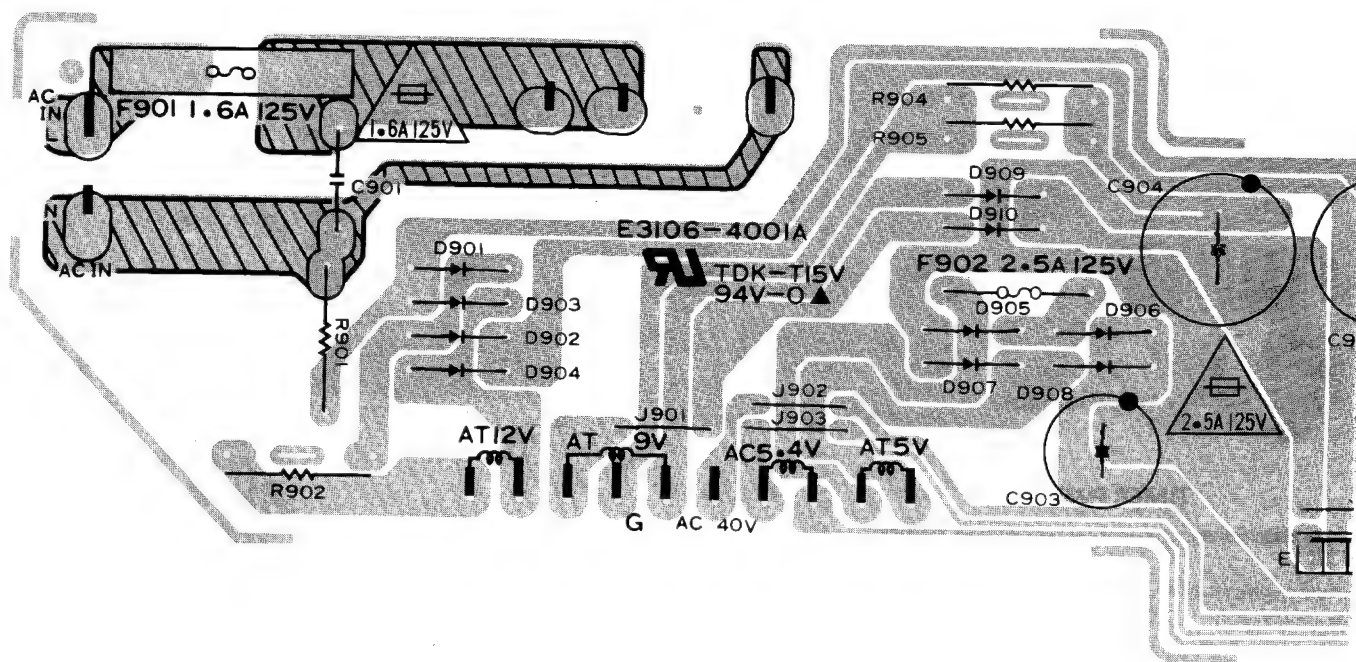 AC
IN
L
F901 1.6A 125V
1.6A 125V
C901
N
AC IN
R901
D901
D903
D902
D904
E3106-4001A
TDK-T15V
94V-0
R904
R905
D909
D910
C904
F902 2.5A 125V
D905
D906
D907
D908
2.5A 125V
J901
J902
J903
AT12V
AT 9V
AC5.4V
AT5V
R902
G
AC 40V
C903
E